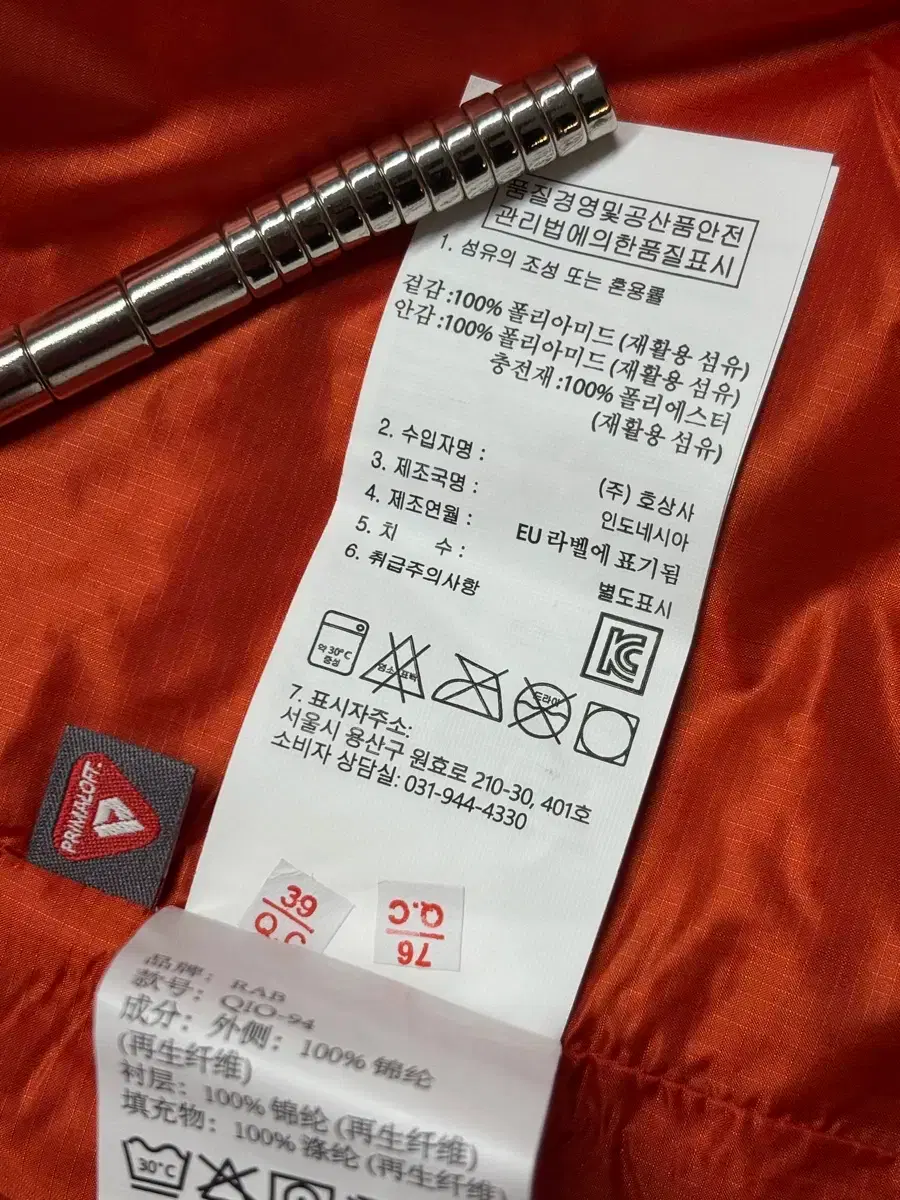 품질경영및공산품안전
관리법에의한품질표시
1. 섬유의 조성 또는 혼용률
겉감 :100% 폴리아미드 (재활용 섬유)
안감 :100% 폴리아미드 (재활용 섬유)
충전재 :100% 폴리에스터
(재활용 섬유)
2. 수입자명 : (주) 호상사
3. 제조국명 : 인도네시아
4. 제조연월 : EU 라벨에 표기됨
5. 치 수 : 별도표시
6. 취급주의사항
약 30°C
중성
염소 표백
드라이
7. 표시자주소:
서울시 용산구 원효로 210-30, 401호
소비자 상담실: 031-944-4330
PRIMALOFT
39
Q.C
76
Q.C
品牌: RAB
款号: QIO-94
成分: 外侧: 100% 锦纶
(再生纤维)
衬层: 100% 锦纶 (再生纤维)
填充物: 100% 涤纶 (再生纤维)
30°C